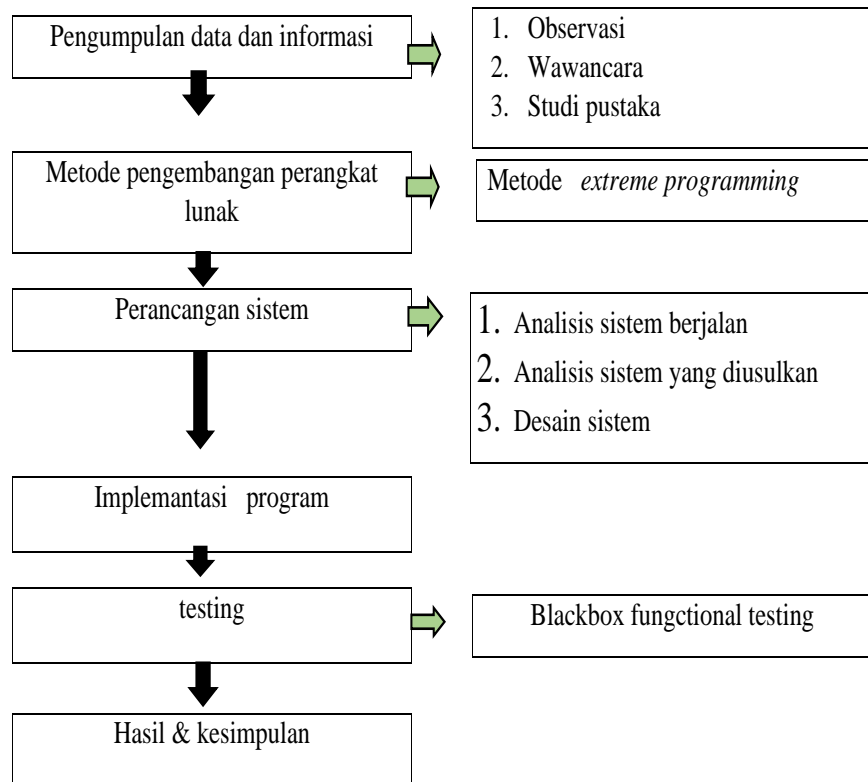 Pengumpulan data dan informasi
1. Observasi
2. Wawancara
3. Studi pustaka
Metode pengembangan perangkat
lunak
Metode extreme programming
Perancangan sistem
1. Analisis sistem berjalan
2. Analisis sistem yang diusulkan
3. Desain sistem
Implemantasi program
testing
Blackbox fungctional testing
Hasil & kesimpulan